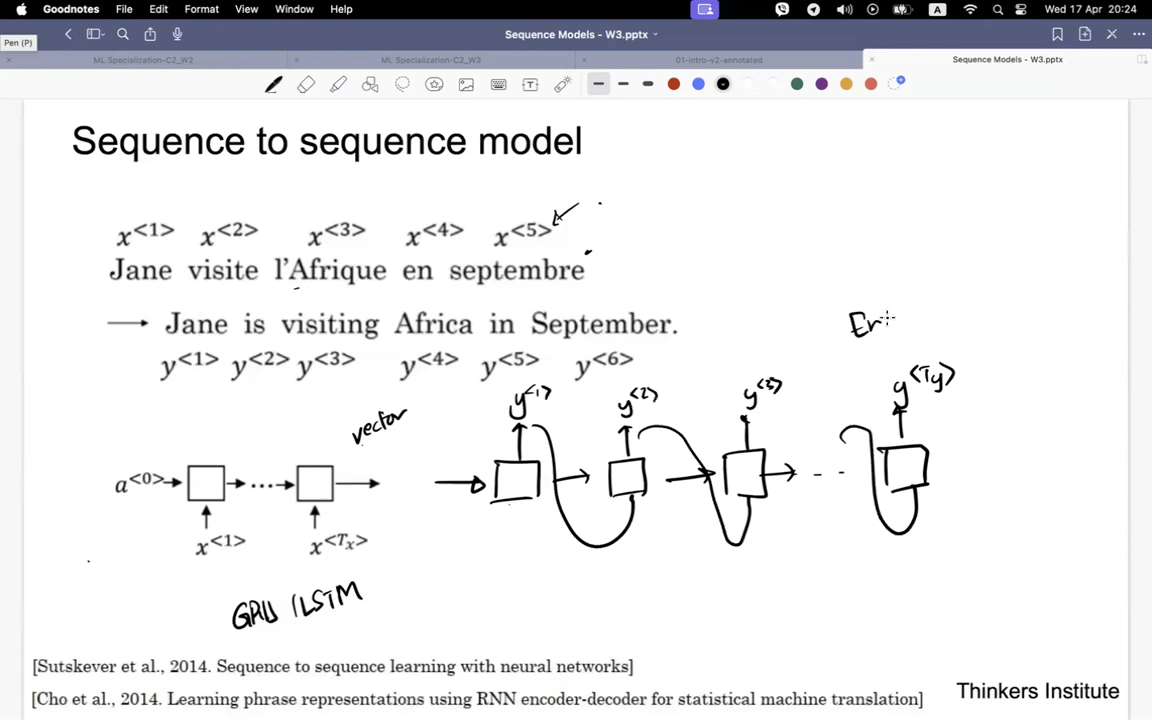 Goodnotes File Edit Format View Window Help A Wed 17 Apr 20:24
Pen (P)
Sequence Models - W3.pptx
ML Specialization-C2_W2 ML Specialization-C2_W3 01-intro-v2-annotated Sequence Models - W3.pptx
Sequence to sequence model
x<1> x<2> x<3> x<4> x<5>
Jane visite l'Afrique en septembre
Jane is visiting Africa in September.
y<1> y<2> y<3> y<4> y<5> y<6>
Er
y<1> y<2> y<3> y<Ty>
vector
a<0> ...
x<1> x<Tx>
GRU /LSTM
[Sutskever et al., 2014. Sequence to sequence learning with neural networks]
[Cho et al., 2014. Learning phrase representations using RNN encoder-decoder for statistical machine translation]
Thinkers Institute